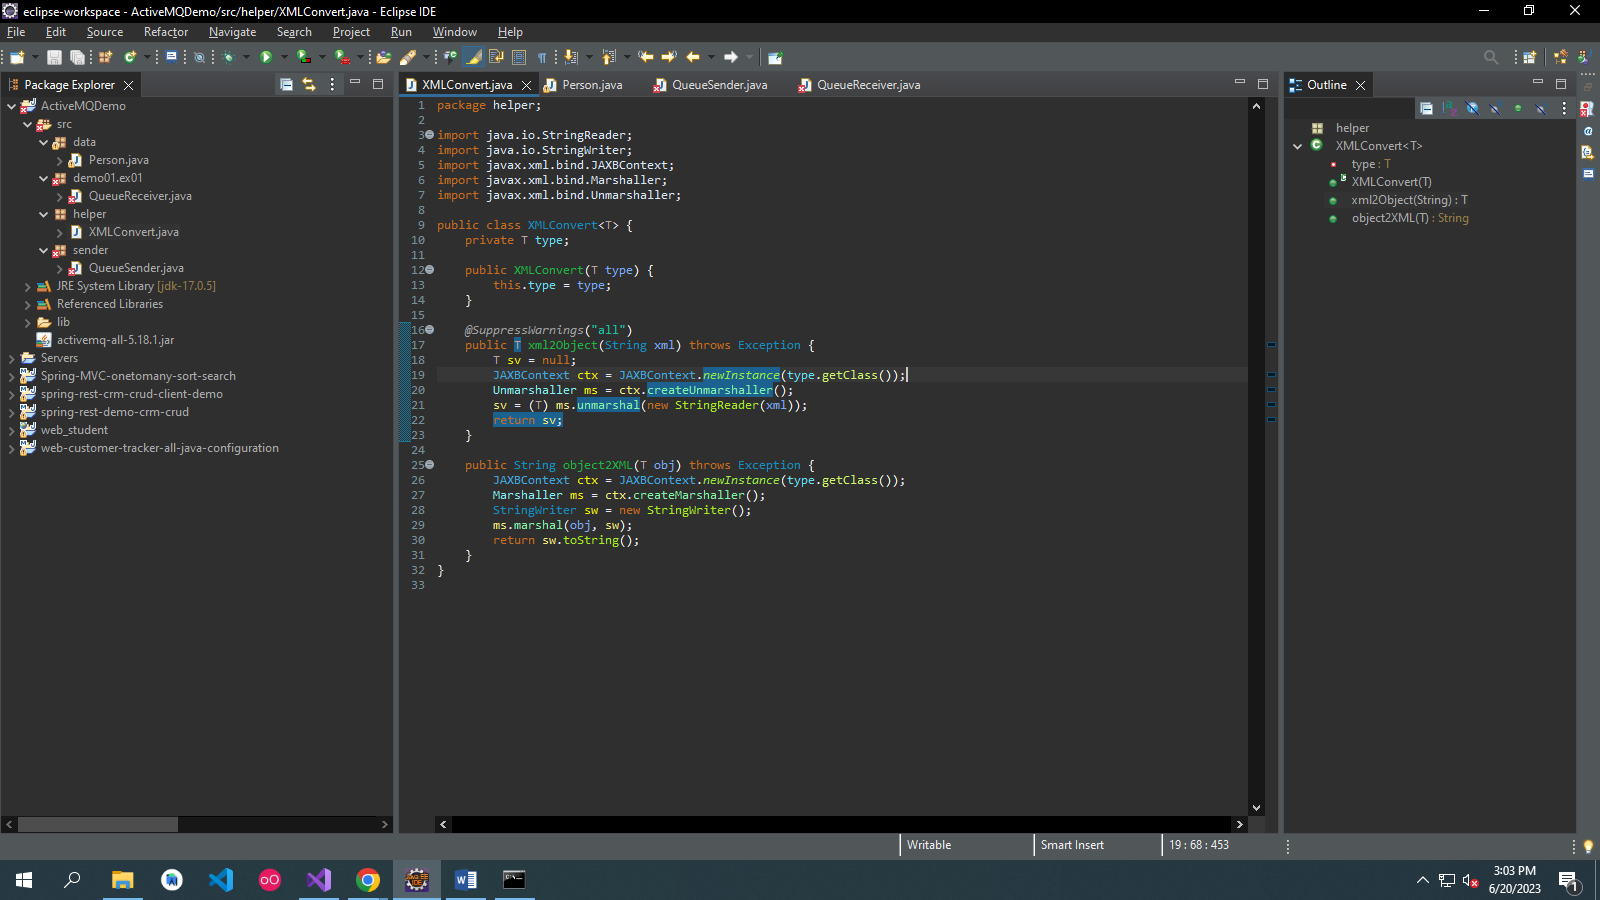 eclipse-workspace - ActiveMQDemo/src/helper/XMLConvert.java - Eclipse IDE
File Edit Source Refactor Navigate Search Project Run Window Help
Package Explorer
ActiveMQDemo
src
data
Person.java
demo01.ex01
QueueReceiver.java
helper
XMLConvert.java
sender
QueueSender.java
JRE System Library [jdk-17.0.5]
Referenced Libraries
lib
activemq-all-5.18.1.jar
Servers
Spring-MVC-onetomany-sort-search
spring-rest-crm-crud-client-demo
spring-rest-demo-crm-crud
web_student
web-customer-tracker-all-java-configuration
XMLConvert.java Person.java QueueSender.java QueueReceiver.java
1 package helper;
2
3 import java.io.StringReader;
4 import java.io.StringWriter;
5 import javax.xml.bind.JAXBContext;
6 import javax.xml.bind.Marshaller;
7 import javax.xml.bind.Unmarshaller;
8
9 public class XMLConvert<T> {
10 private T type;
11
12 public XMLConvert(T type) {
13 this.type = type;
14 }
15
16 @SuppressWarnings("all")
17 public T xml2Object(String xml) throws Exception {
18 T sv = null;
19 JAXBContext ctx = JAXBContext.newInstance(type.getClass());
20 Unmarshaller ms = ctx.createUnmarshaller();
21 sv = (T) ms.unmarshal(new StringReader(xml));
22 return sv;
23 }
24
25 public String object2XML(T obj) throws Exception {
26 JAXBContext ctx = JAXBContext.newInstance(type.getClass());
27 Marshaller ms = ctx.createMarshaller();
28 StringWriter sw = new StringWriter();
29 ms.marshal(obj, sw);
30 return sw.toString();
31 }
32 }
33
Outline
helper
XMLConvert<T>
type : T
XMLConvert(T)
xml2Object(String) : T
object2XML(T) : String
Writable Smart Insert 19 : 68 : 453
3:03 PM
6/20/2023
1